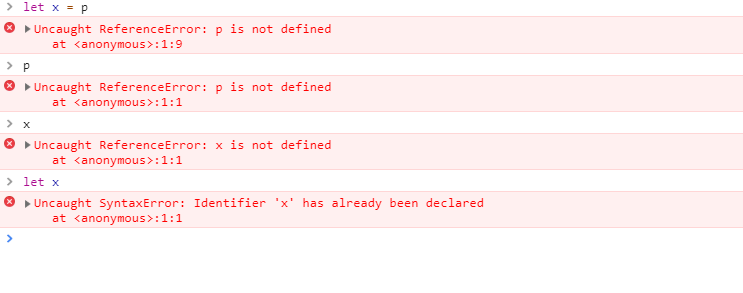 let x = p
Uncaught ReferenceError: p is not defined
at <anonymous>:1:9
p
Uncaught ReferenceError: p is not defined
at <anonymous>:1:1
x
Uncaught ReferenceError: x is not defined
at <anonymous>:1:1
let x
Uncaught SyntaxError: Identifier 'x' has already been declared
at <anonymous>:1:1